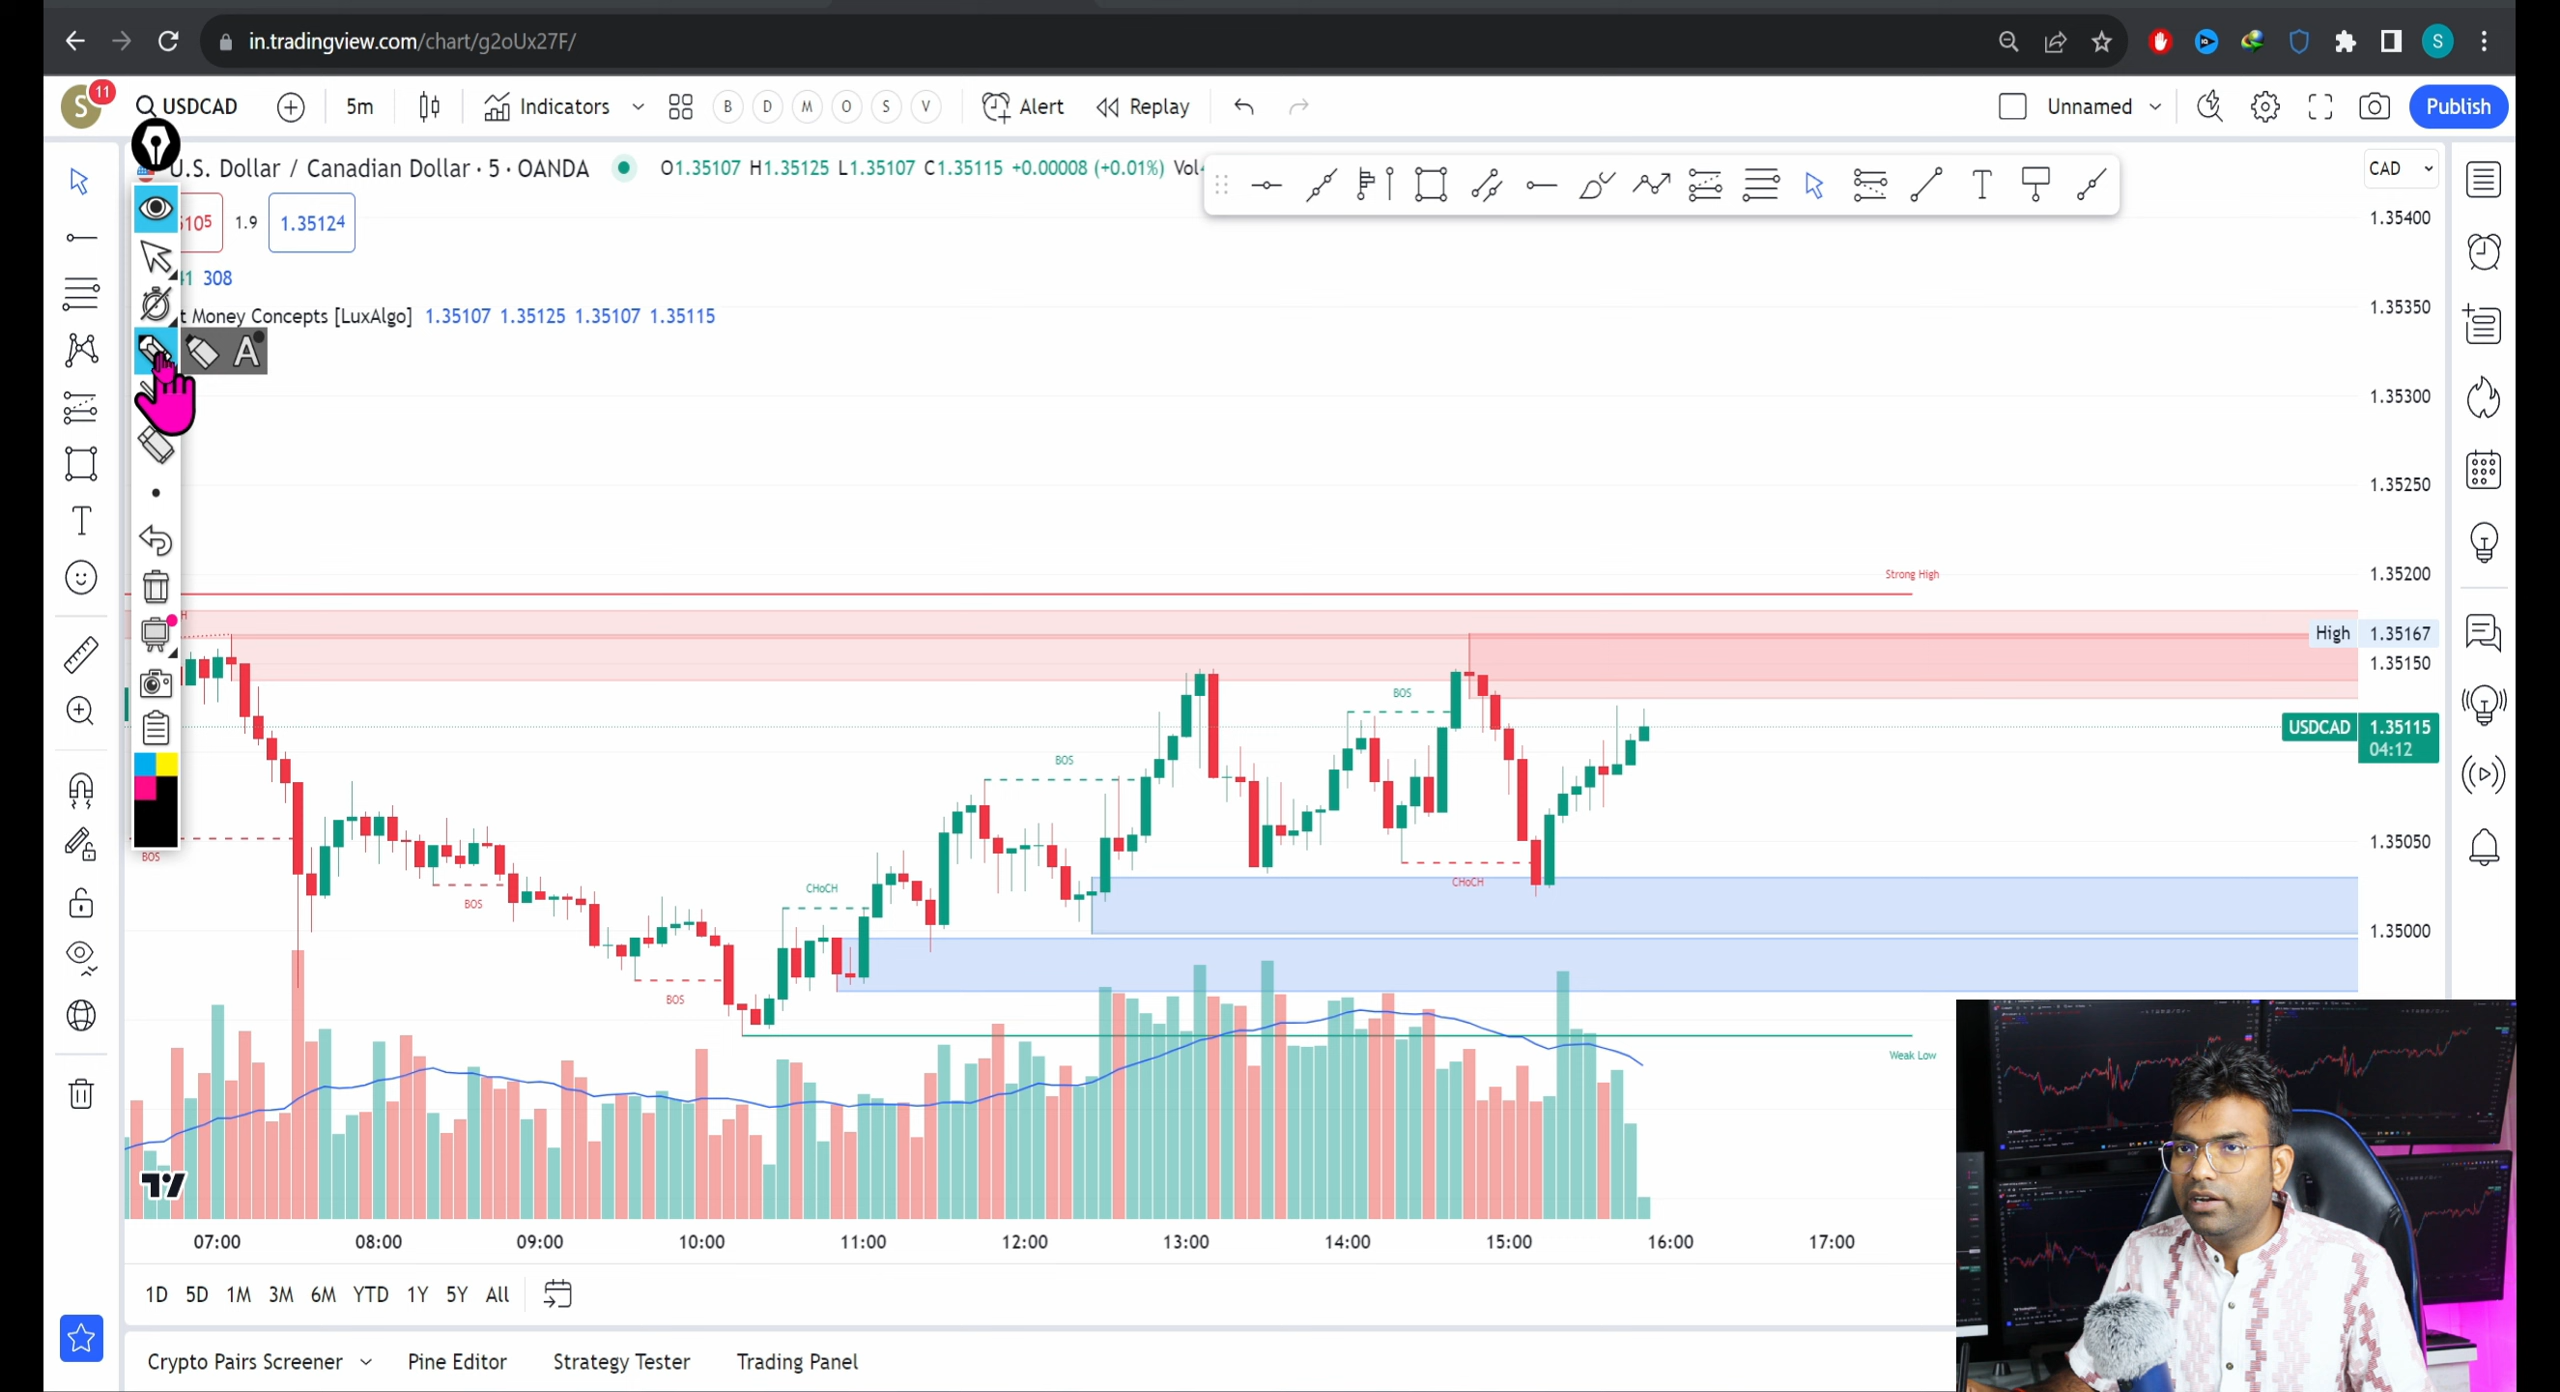 in.tradingview.com/chart/g2oUx27F/
S
S 11 USDCAD 5m Indicators B D M O S V Alert Replay Unnamed Publish
U.S. Dollar / Canadian Dollar · 5 · OANDA O1.35107 H1.35125 L1.35107 C1.35115 +0.00008 (+0.01%) Vol
CAD
1.9 1.35124
308
Money Concepts [LuxAlgo] 1.35107 1.35125 1.35107 1.35115
A
T
T
1.35400
1.35350
1.35300
1.35250
Strong High
1.35200
High 1.35167
1.35150
BOS
USDCAD 1.35115
04:12
BOS
1.35050
BOS
CHoCH
CHoCH
BOS
1.35000
BOS
Weak Low
07:00 08:00 09:00 10:00 11:00 12:00 13:00 14:00 15:00 16:00 17:00
1D 5D 1M 3M 6M YTD 1Y 5Y All
Crypto Pairs Screener Pine Editor Strategy Tester Trading Panel